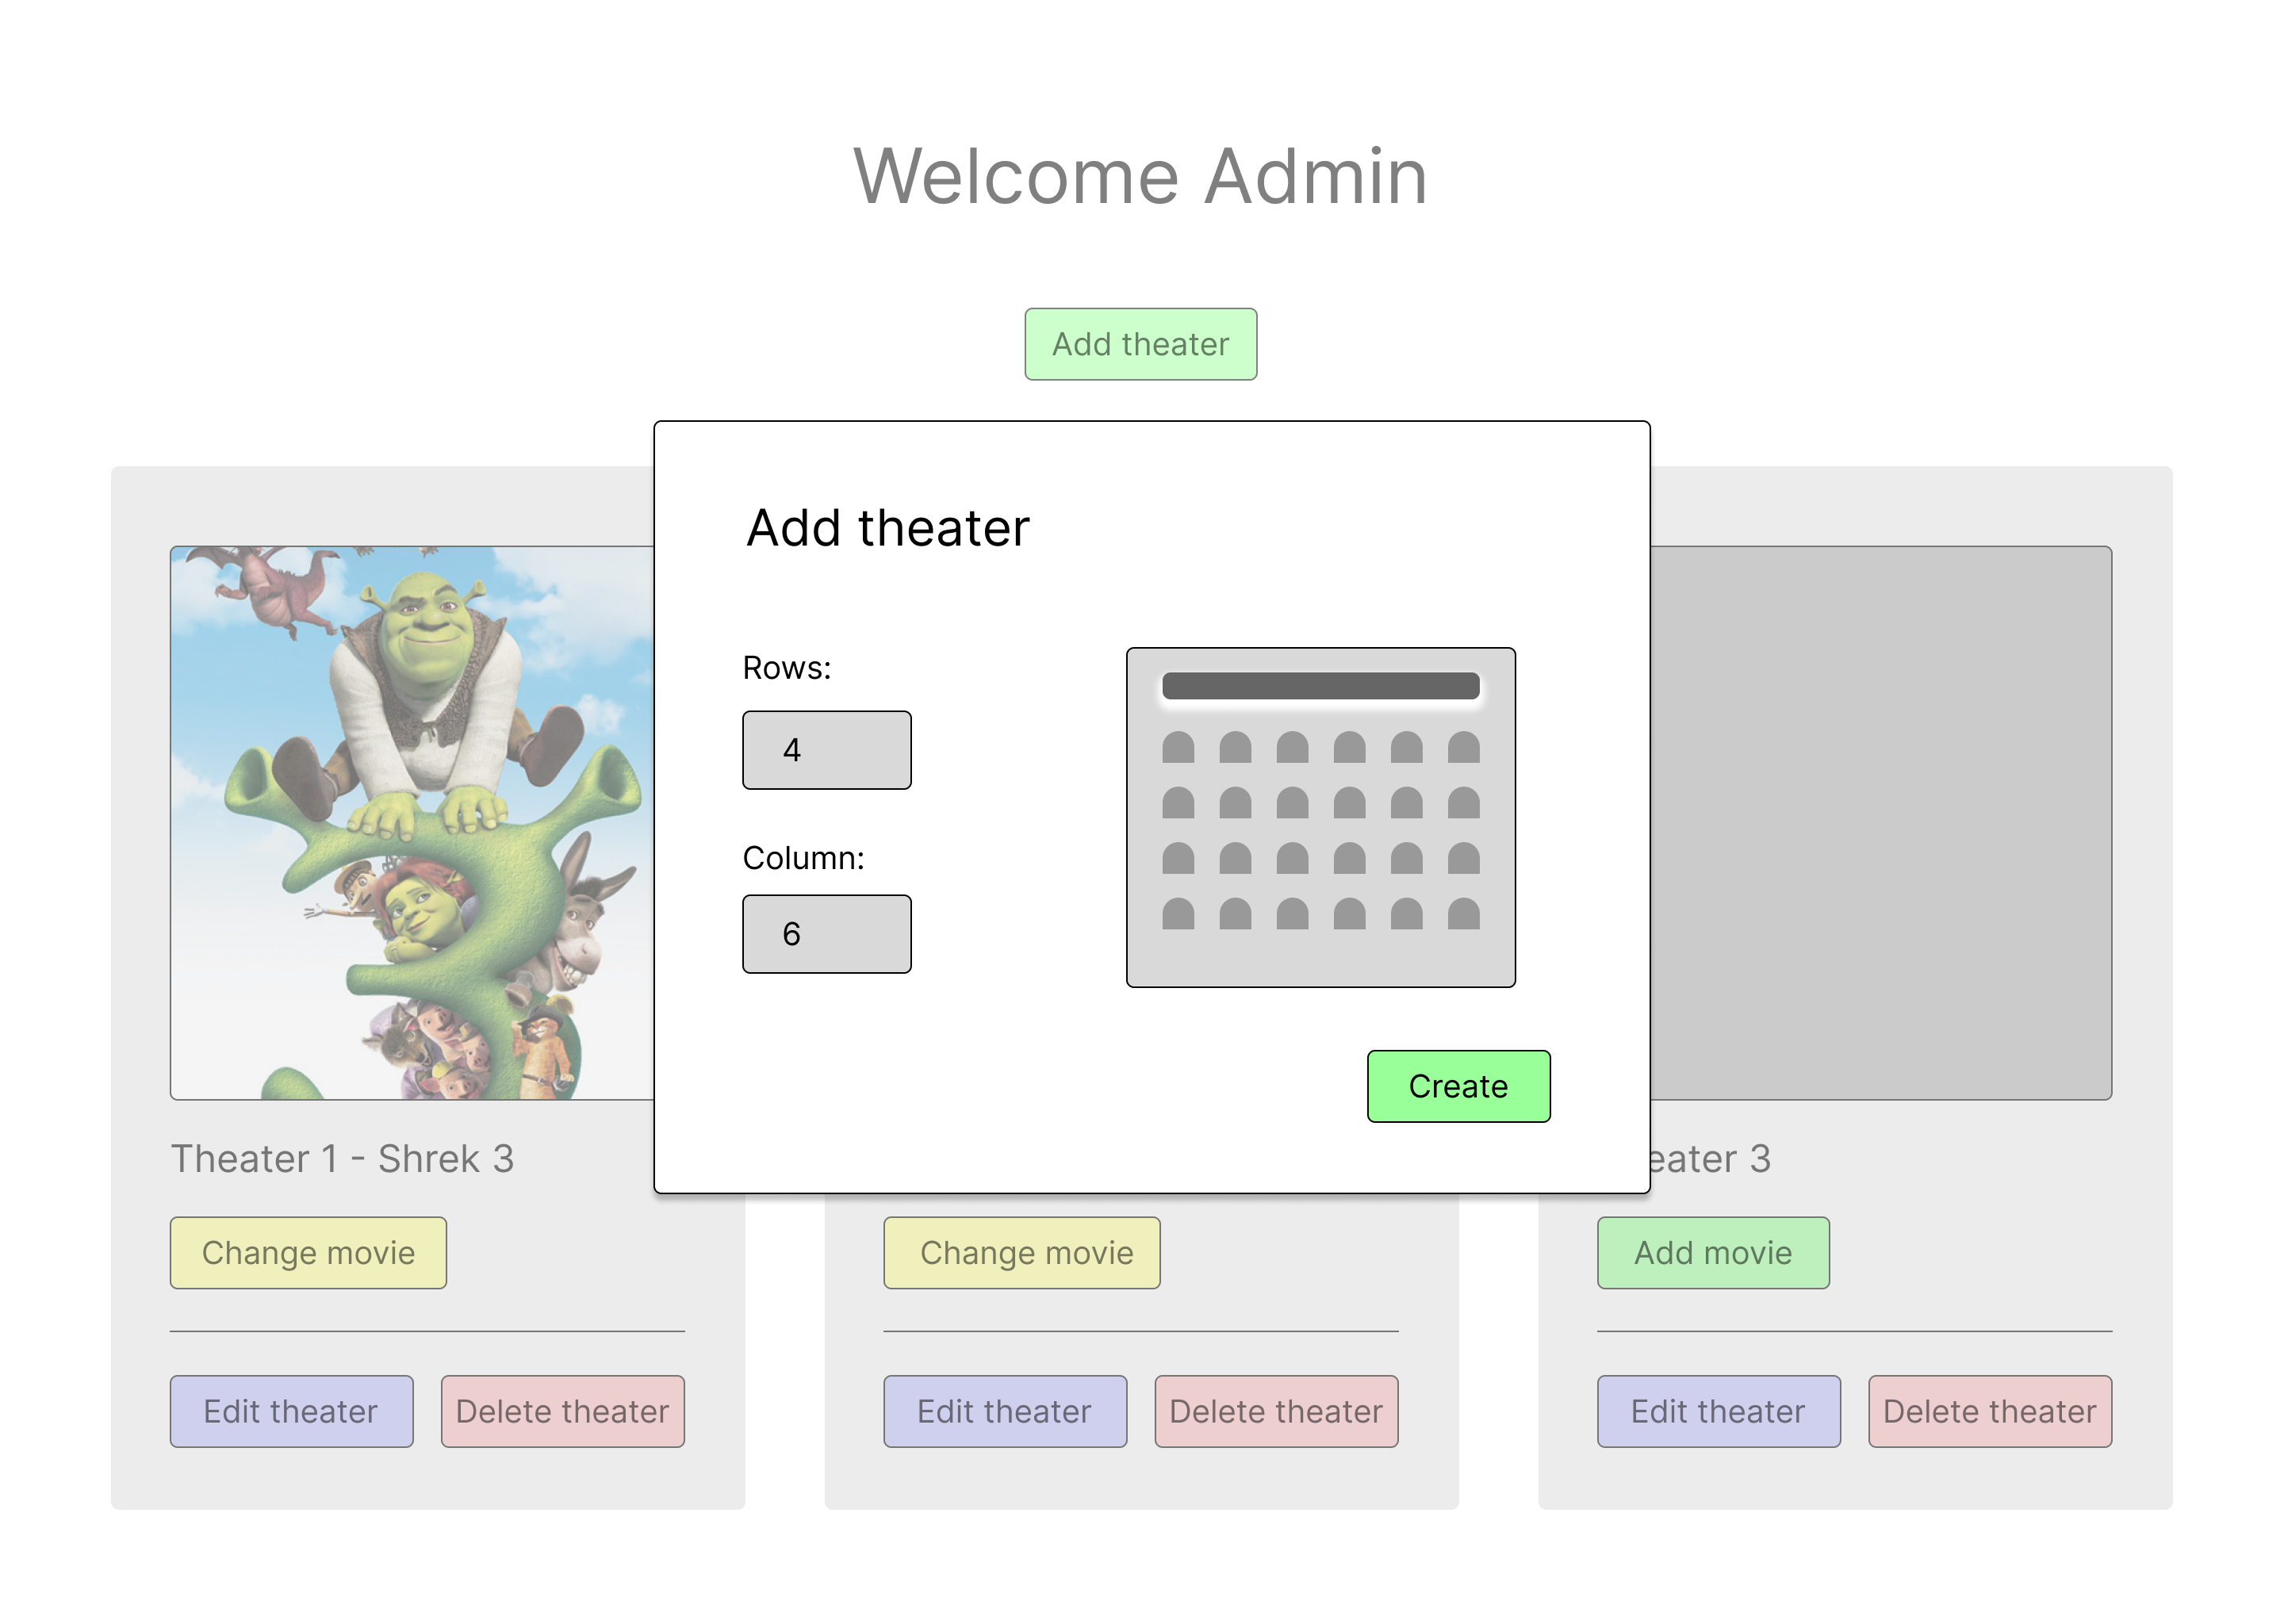 Welcome Admin
Add theater
Add theater
Rows:
4
Column:
6
Create
Theater 1 - Shrek 3
eater 3
Change movie
Change movie
Add movie
Edit theater
Delete theater
Edit theater
Delete theater
Edit theater
Delete theater